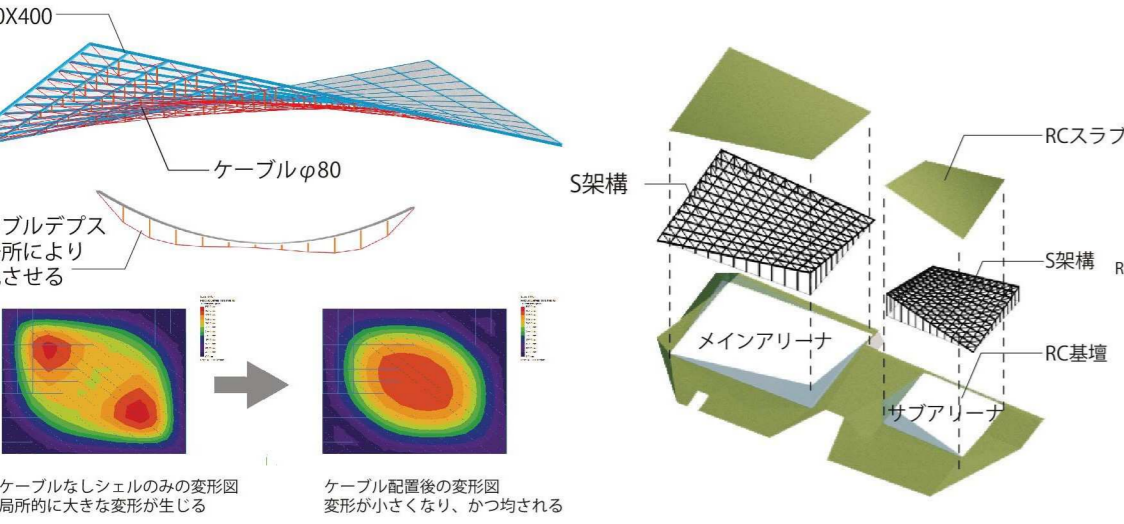 0X400
ケーブルφ80
ブルデプス
所により
させる
ケーブルなしシェルのみの変形図
局所的に大きな変形が生じる
ケーブル配置後の変形図
変形が小さくなり、かつ均される
RCスラブ
S架構
S架構
R
メインアリーナ
RC基壇
サブアリーナ